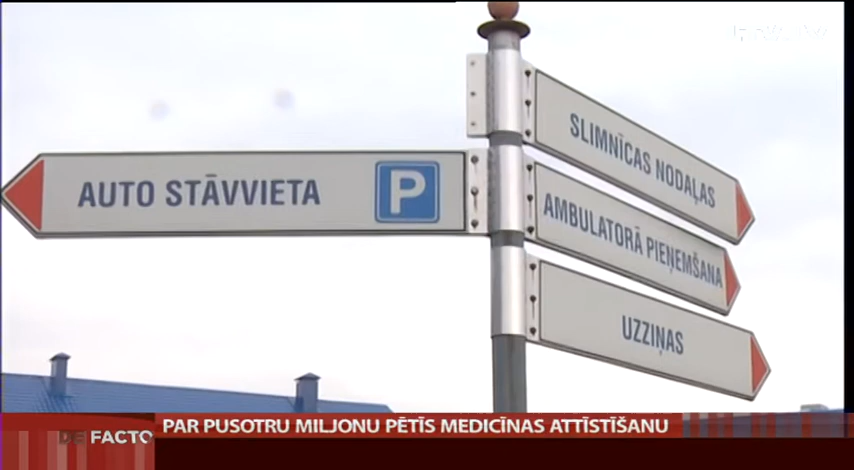 SLIMNĪCAS NODAĻAS
AUTO STĀVVIETA P
AMBULATORĀ PIEŅEMŠANA
UZZIŅAS
DE FACTO
PAR PUSOTRU MILJONU PĒTĪS MEDICĪNAS ATTĪSTĪŠANU